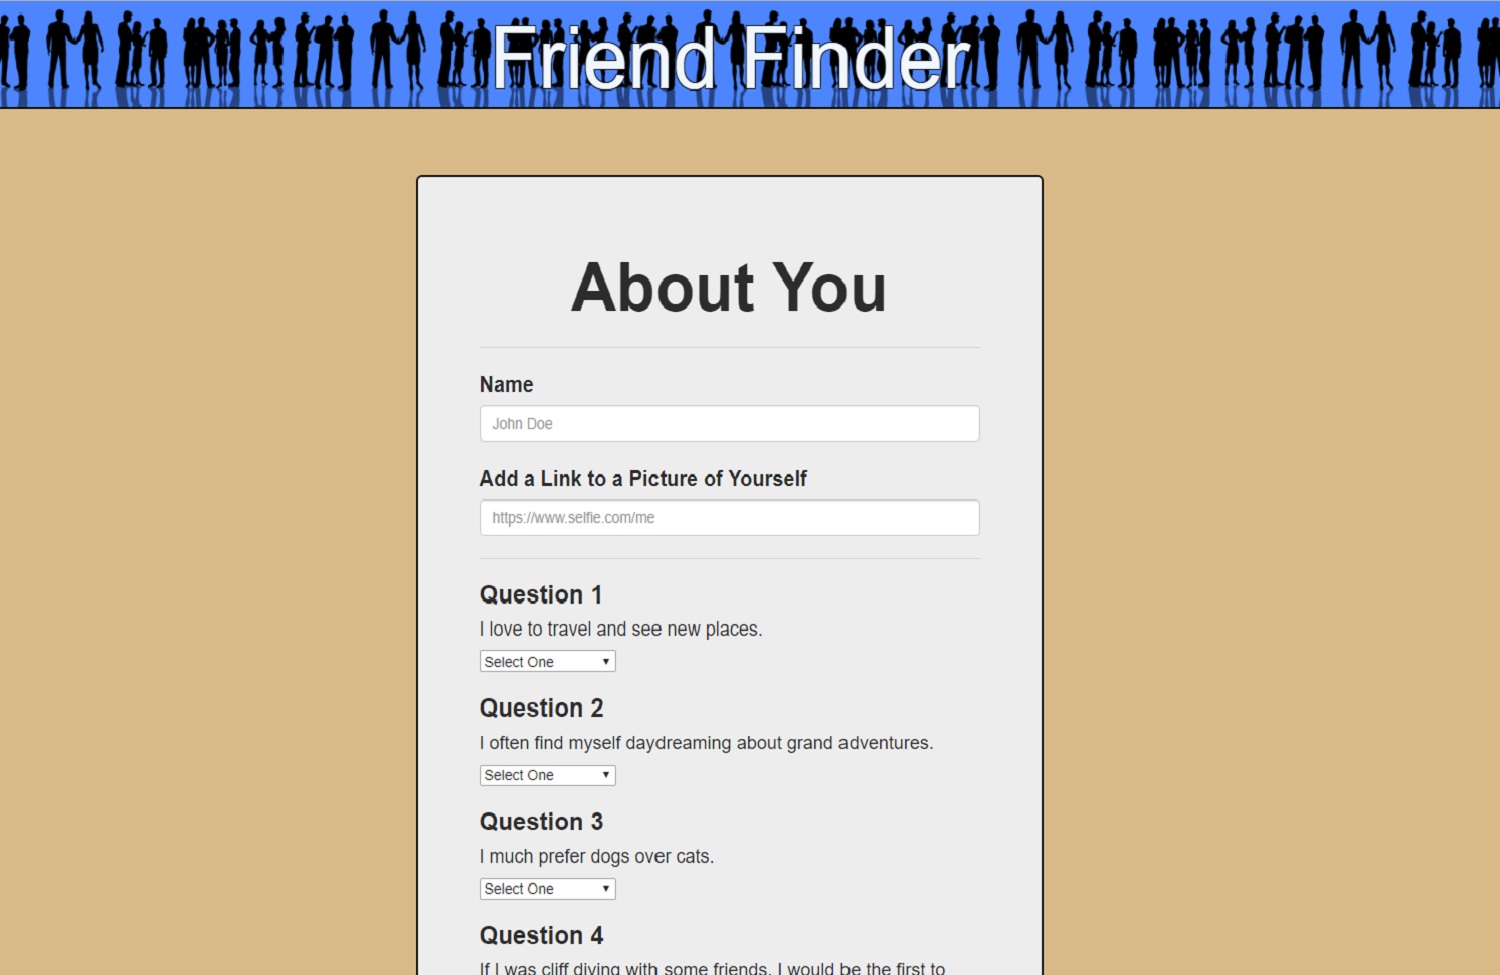 Friend Finder
About You
Name
John Doe
Add a Link to a Picture of Yourself
https://www.selfie.com/me
Question 1
I love to travel and see new places.
Select One
Question 2
I often find myself daydreaming about grand adventures.
Select One
Question 3
I much prefer dogs over cats.
Select One
Question 4
If I was cliff diving with some friends, I would be the first to